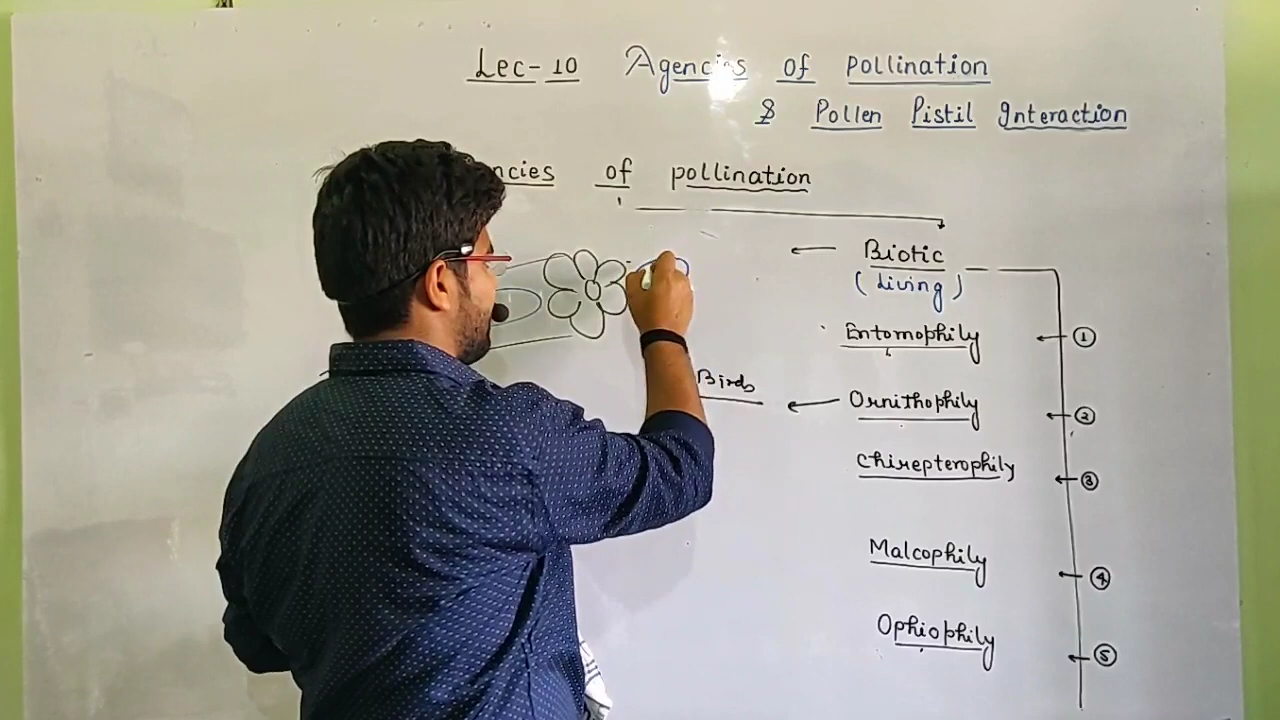 Lec-10 Agencies of pollination
& Pollen Pistil Interaction
ncies of pollination
Biotic
(Living)
Entomophily ①
Birds ← Ornithophily ②
Chirepterophily ③
Malcophily ④
Ophiophily ⑤